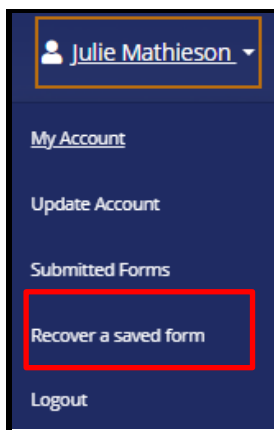 Julie Mathieson
My Account
Update Account
Submitted Forms
Recover a saved form
Logout